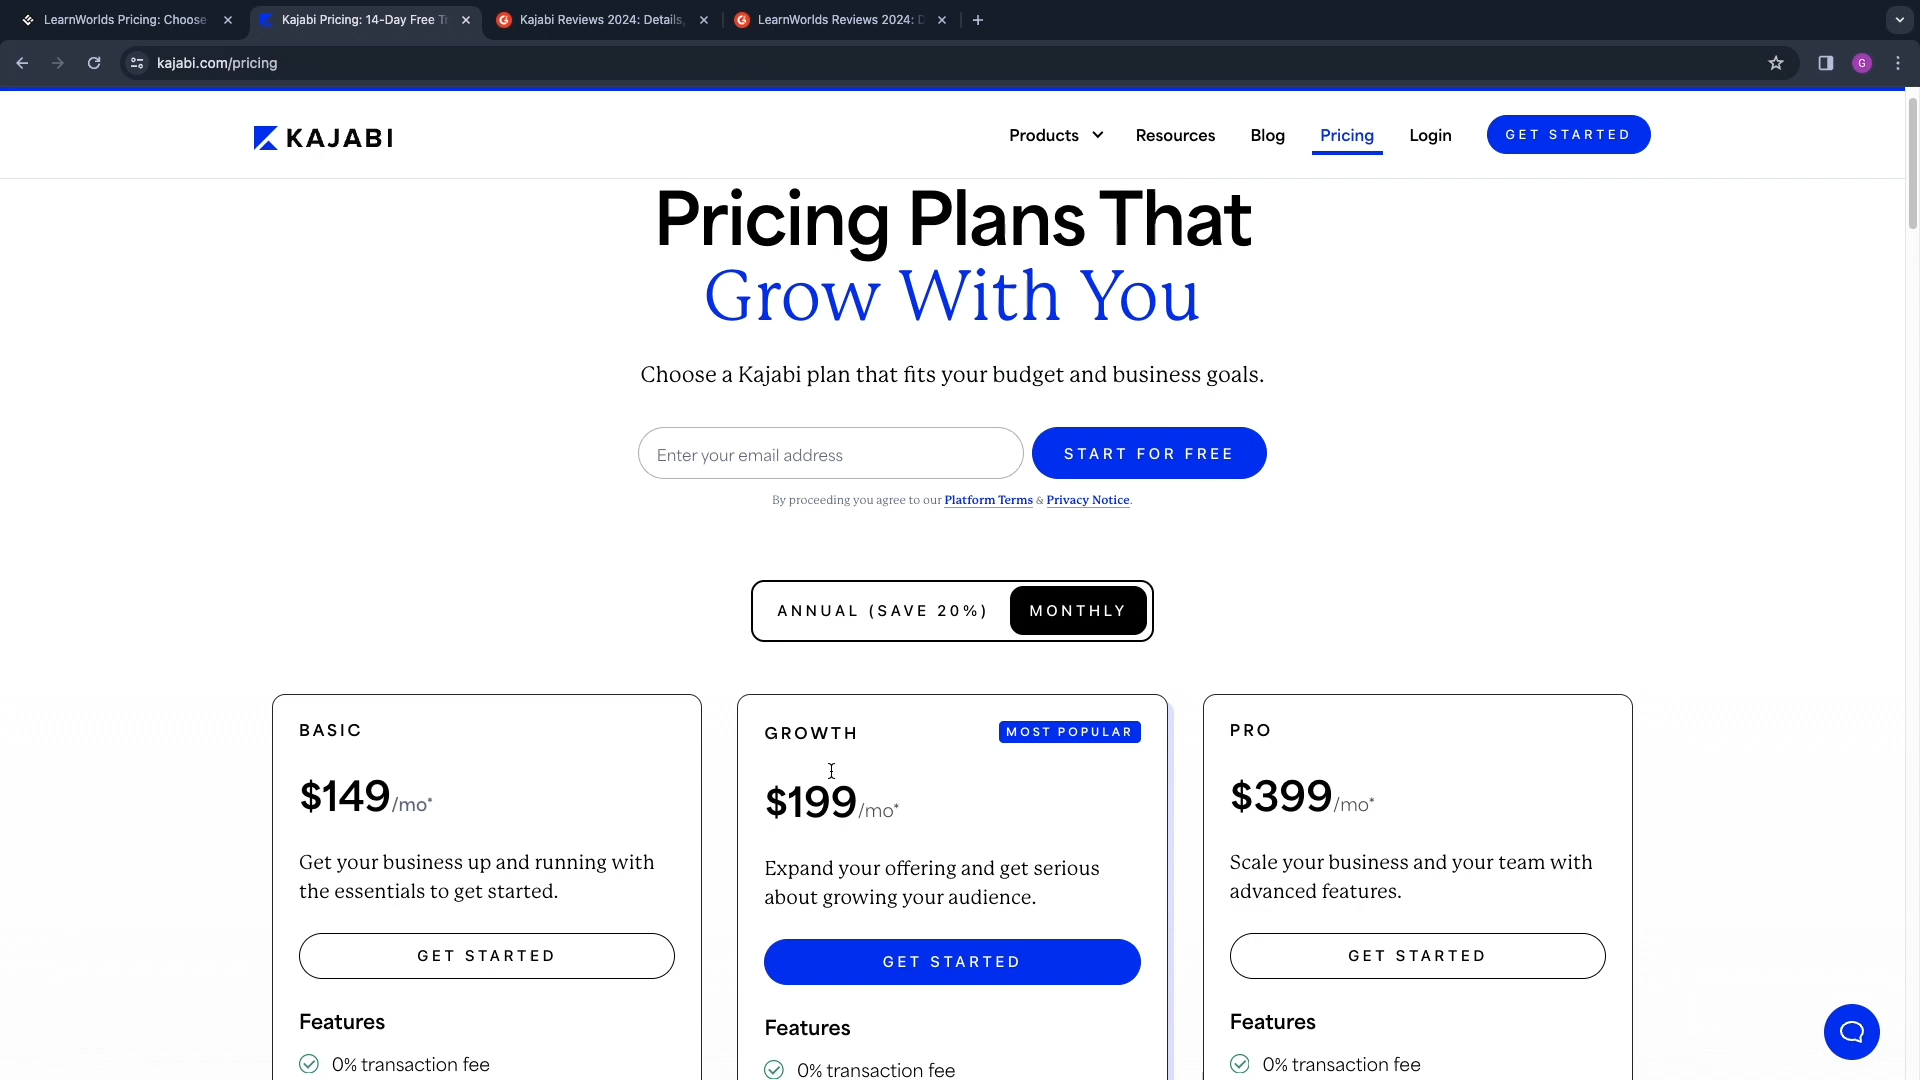 LearnWorlds Pricing: Choose
Kajabi Pricing: 14-Day Free Tr
Kajabi Reviews 2024: Details,
LearnWorlds Reviews 2024: D
kajabi.com/pricing
G
KAJABI
Products
Resources
Blog
Pricing
Login
GET STARTED
Pricing Plans That
Grow With You
Choose a Kajabi plan that fits your budget and business goals.
Enter your email address
START FOR FREE
By proceeding you agree to our Platform Terms & Privacy Notice.
ANNUAL (SAVE 20%)
MONTHLY
BASIC
$149/mo*
Get your business up and running with
the essentials to get started.
GET STARTED
Features
0% transaction fee
GROWTH
MOST POPULAR
$199/mo*
Expand your offering and get serious
about growing your audience.
GET STARTED
Features
0% transaction fee
PRO
$399/mo*
Scale your business and your team with
advanced features.
GET STARTED
Features
0% transaction fee